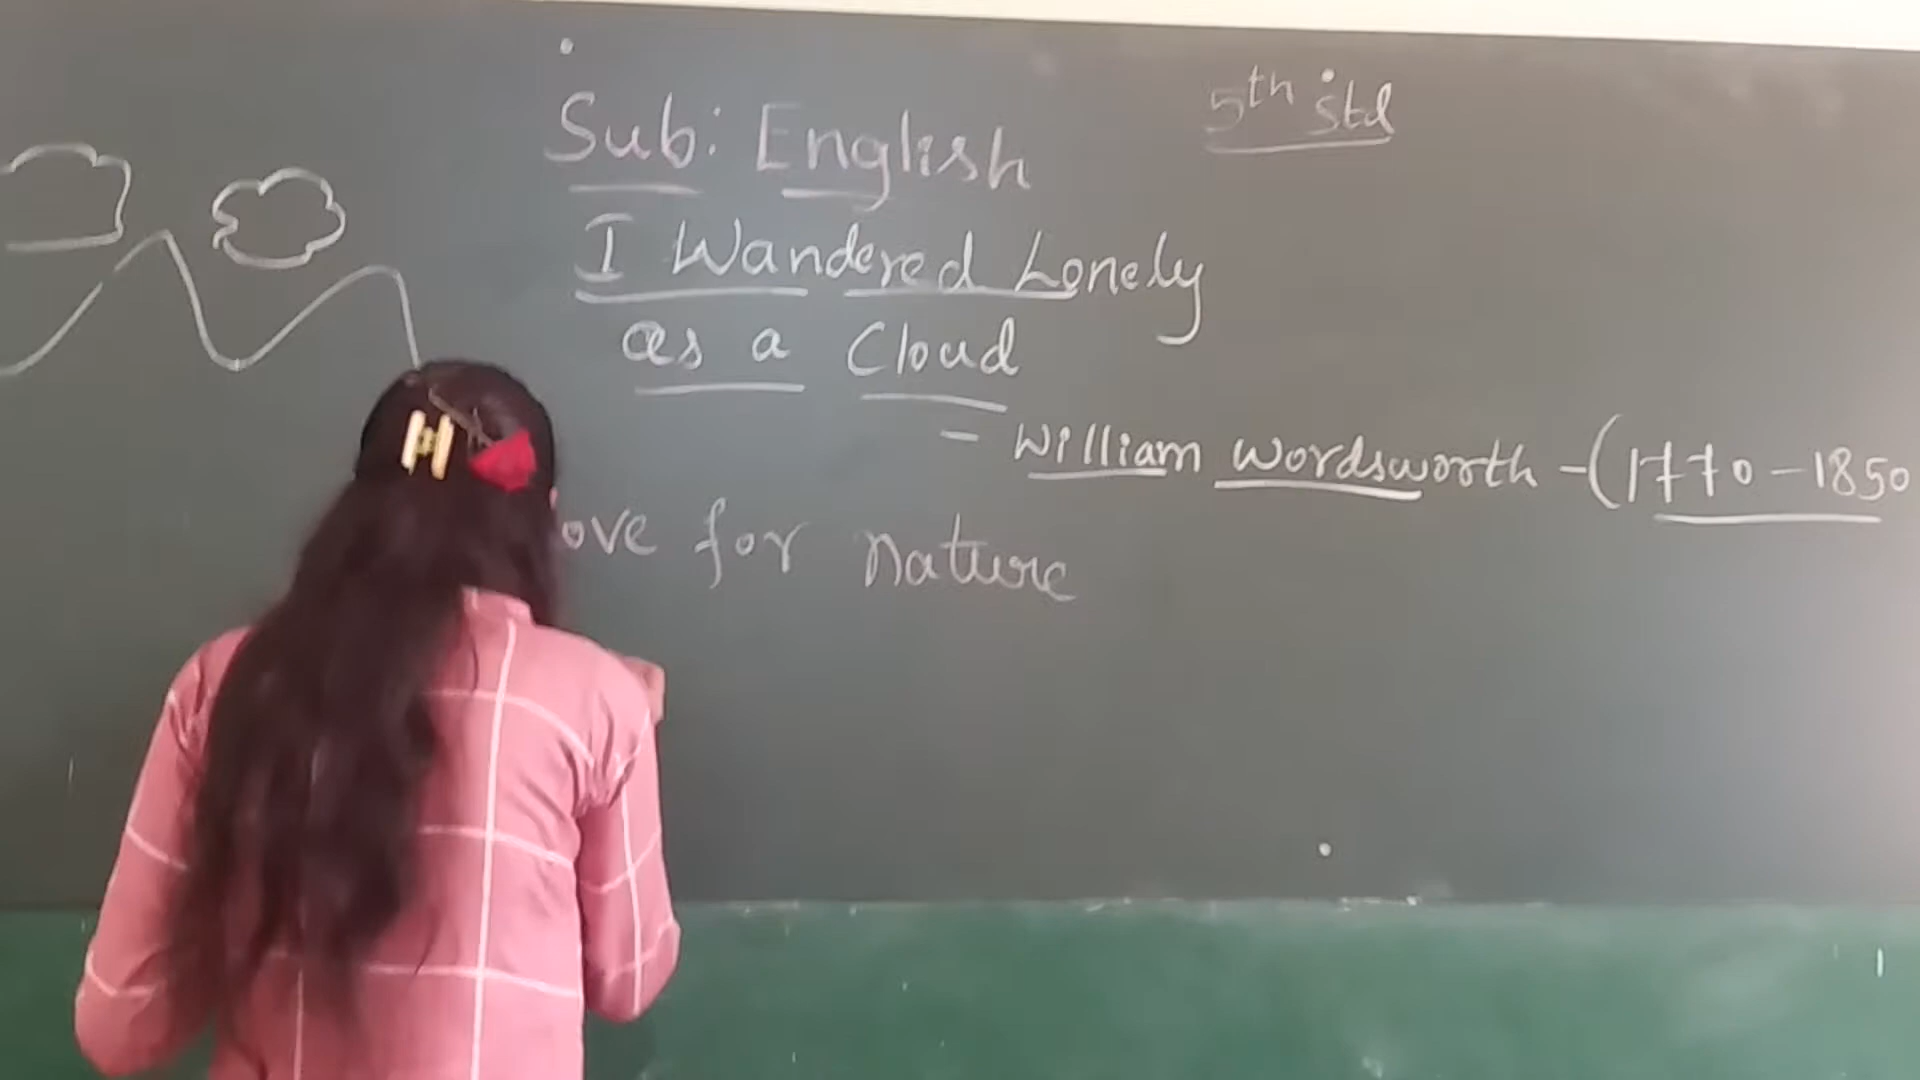 5th Std
Sub: English
I Wandered Lonely
as a Cloud
- William Wordsworth - (1770 - 1850
ove for nature